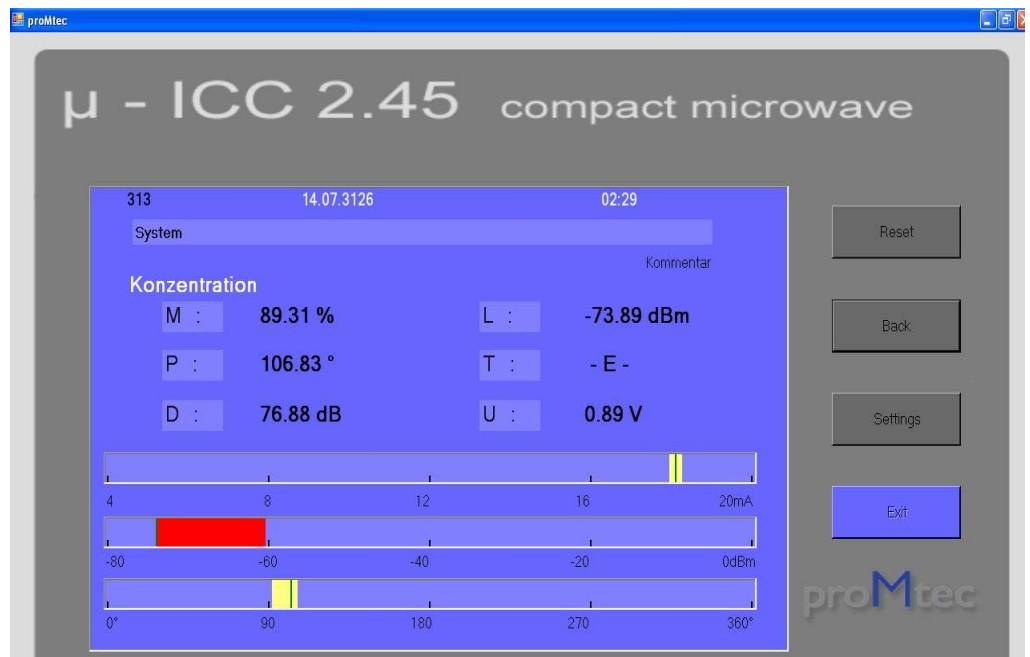 proMtec
µ - ICC 2.45 compact microwave
313 14.07.3126 02:29
System
Kommentar
Konzentration
M : 89.31 % L : -73.89 dBm
P : 106.83 ° T : - E -
D : 76.88 dB U : 0.89 V
4 8 12 16 20mA
-80 -60 -40 -20 0dBm
0° 90 180 270 360°
Reset
Back
Settings
Exit
proMtec